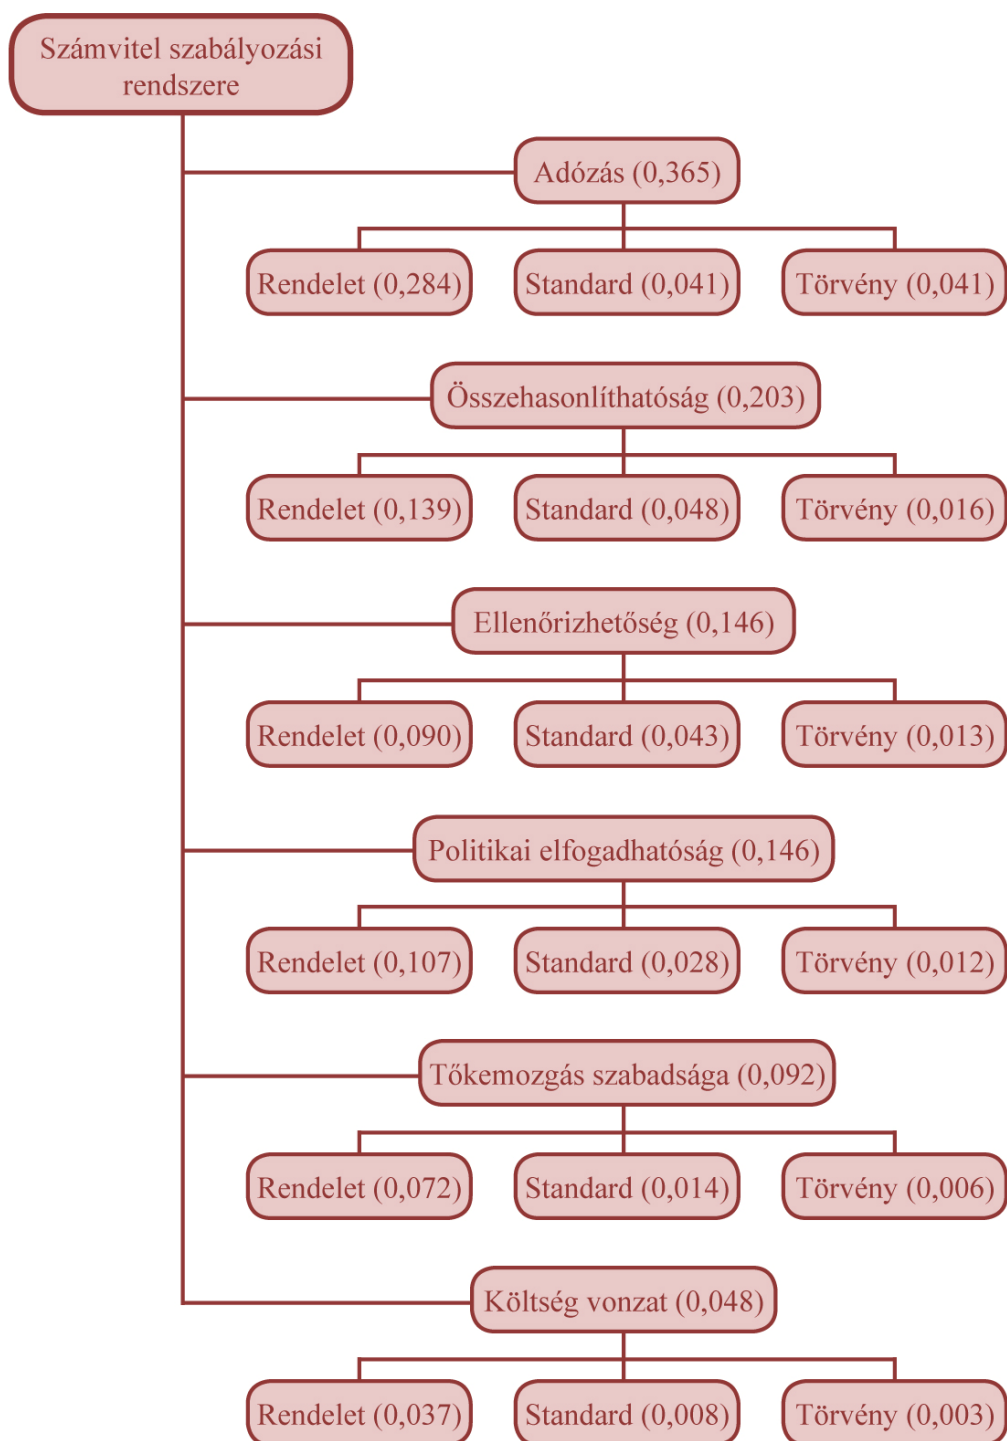 Számvitel szabályozási
rendszere
Adózás (0,365)
Rendelet (0,284)
Standard (0,041)
Törvény (0,041)
Összehasonlíthatóság (0,203)
Rendelet (0,139)
Standard (0,048)
Törvény (0,016)
Ellenőrizhetőség (0,146)
Rendelet (0,090)
Standard (0,043)
Törvény (0,013)
Politikai elfogadhatóság (0,146)
Rendelet (0,107)
Standard (0,028)
Törvény (0,012)
Tőkemozgás szabadsága (0,092)
Rendelet (0,072)
Standard (0,014)
Törvény (0,006)
Költség vonzat (0,048)
Rendelet (0,037)
Standard (0,008)
Törvény (0,003)